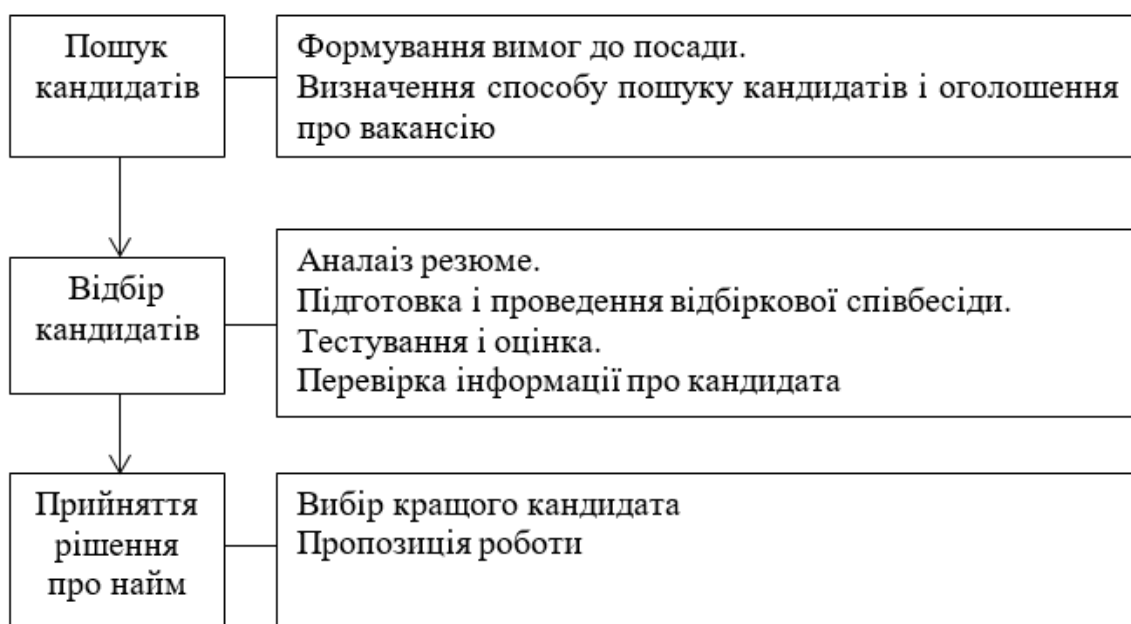 Пошук
кандидатів
Формування вимог до посади.
Визначення способу пошуку кандидатів і оголошення
про вакансію
Відбір
кандидатів
Аналаіз резюме.
Підготовка і проведення відбіркової співбесіди.
Тестування і оцінка.
Перевірка інформації про кандидата
Прийняття
рішення
про найм
Вибір кращого кандидата
Пропозиція роботи